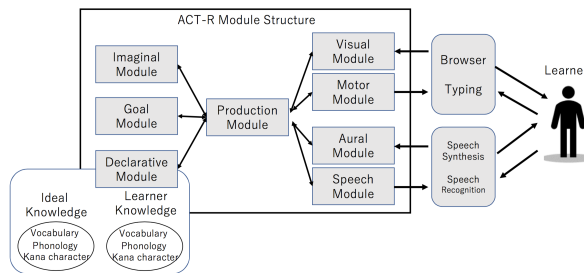 ACT-R Module Structure
Imaginal
Module
Goal
Module
Declarative
Module
Production
Module
Visual
Module
Motor
Module
Aural
Module
Speech
Module
Browser
Typing
Speech
Synthesis
Speech
Recognition
Learne
Ideal
Knowledge
Vocabulary
Phonology
Kana character
Learner
Knowledge
Vocabulary
Phonology
Kana character